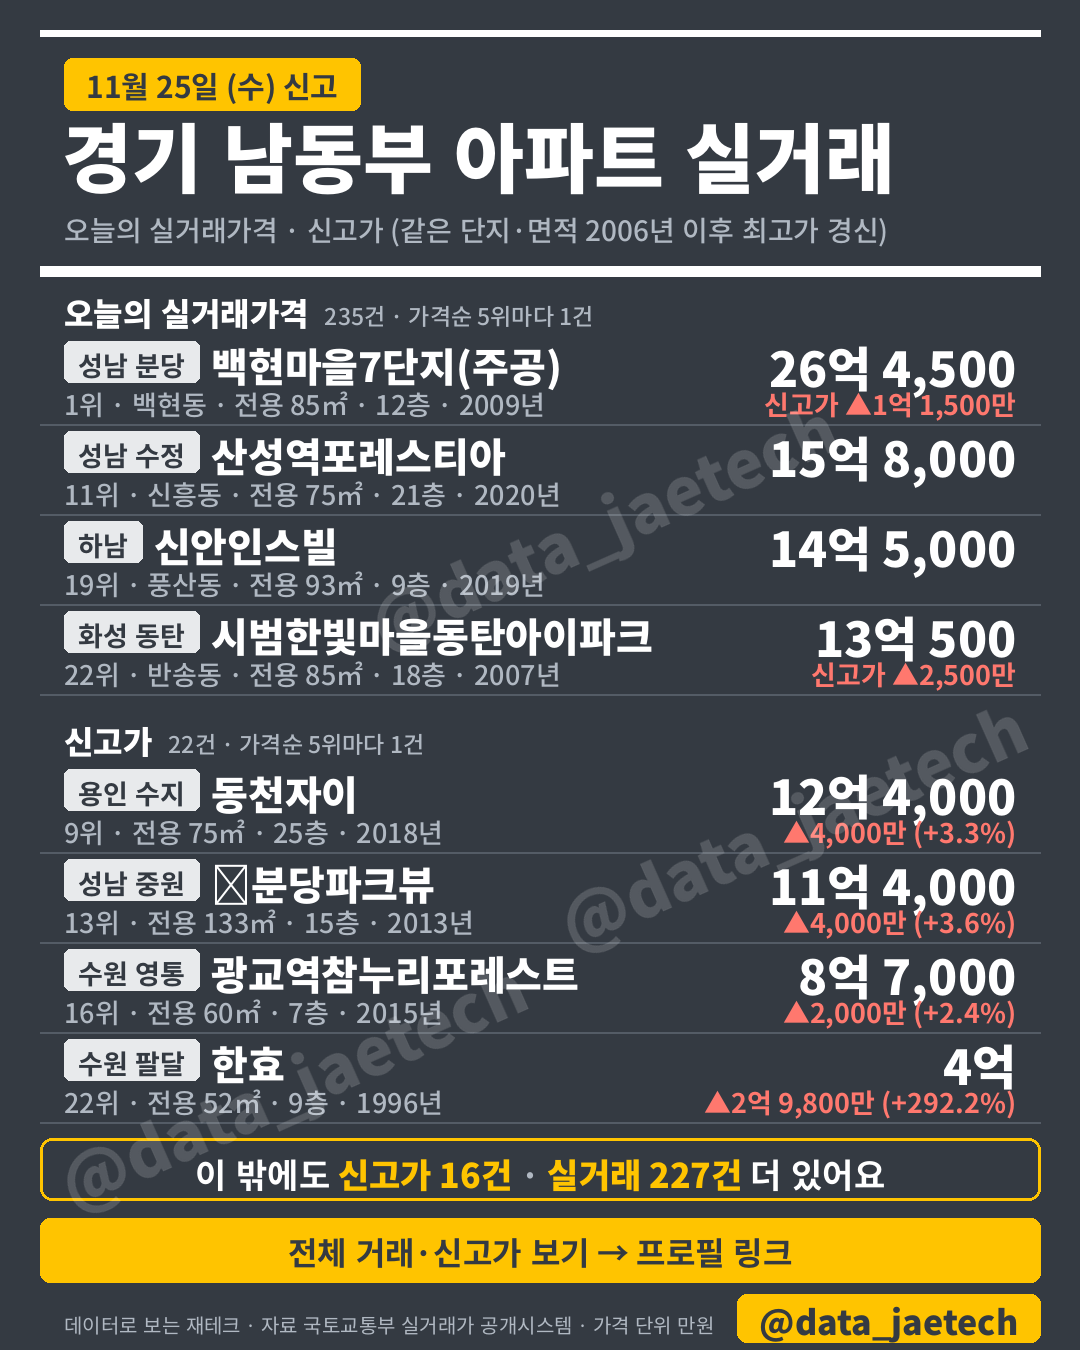 11월 25일 (수) 신고
경기 남동부 아파트 실거래
오늘의 실거래가격 · 신고가 (같은 단지·면적 2006년 이후 최고가 경신)
오늘의 실거래가격 235건 · 가격순 5위마다 1건
성남 분당 백현마을7단지(주공) 26억 4,500
1위 · 백현동 · 전용 85㎡ · 12층 · 2009년 신고가 ▲1억 1,500만
성남 수정 산성역포레스티아 15억 8,000
11위 · 신흥동 · 전용 75㎡ · 21층 · 2020년
하남 신안인스빌 14억 5,000
19위 · 풍산동 · 전용 93㎡ · 9층 · 2019년
화성 동탄 시범한빛마을동탄아이파크 13억 500
22위 · 반송동 · 전용 85㎡ · 18층 · 2007년 신고가 ▲2,500만
신고가 22건 · 가격순 5위마다 1건
용인 수지 동천자이 12억 4,000
9위 · 전용 75㎡ · 25층 · 2018년 ▲4,000만 (+3.3%)
성남 중원 분당파크뷰 11억 4,000
13위 · 전용 133㎡ · 15층 · 2013년 ▲4,000만 (+3.6%)
수원 영통 광교역참누리포레스트 8억 7,000
16위 · 전용 60㎡ · 7층 · 2015년 ▲2,000만 (+2.4%)
수원 팔달 한효 4억
22위 · 전용 52㎡ · 9층 · 1996년 ▲2억 9,800만 (+292.2%)
이 밖에도 신고가 16건 · 실거래 227건 더 있어요
전체 거래·신고가 보기 → 프로필 링크
데이터로 보는 재테크 · 자료 국토교통부 실거래가 공개시스템 · 가격 단위 만원 @data_jaetech
@data_jaetech
@data_jaetech
@data_jaetech